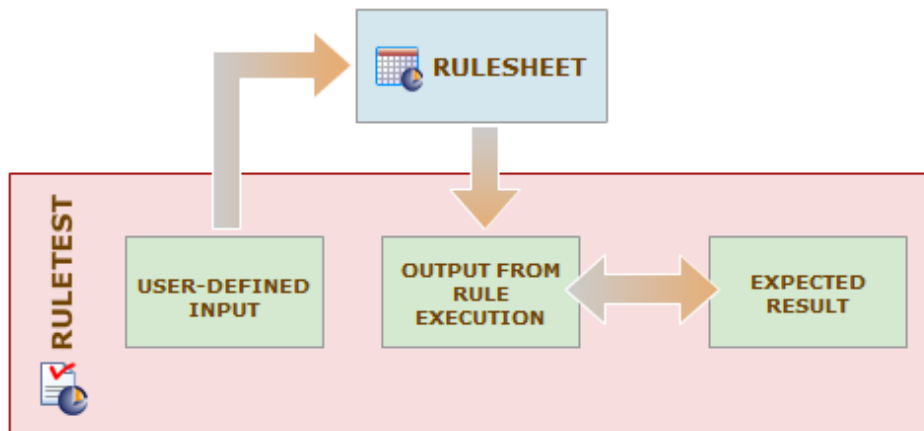 RULESHEET
RULETEST
USER-DEFINED
INPUT
OUTPUT FROM
RULE
EXECUTION
EXPECTED
RESULT